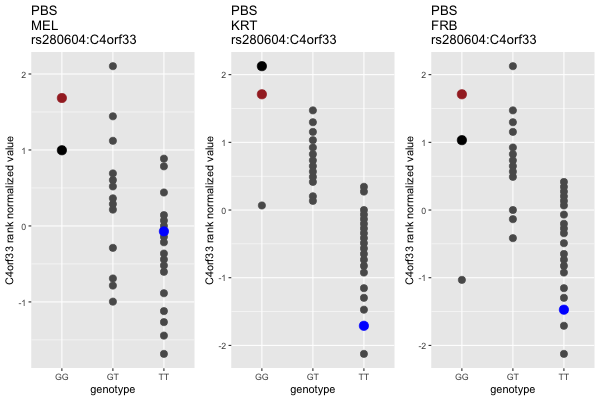 PBS
MEL
rs280604:C4orf33
C4orf33 rank normalized value
2
1
0
-1
GG
GT
TT
genotype
PBS
KRT
rs280604:C4orf33
C4orf33 rank normalized value
2
1
0
-1
-2
GG
GT
TT
genotype
PBS
FRB
rs280604:C4orf33
C4orf33 rank normalized value
2
1
0
-1
-2
GG
GT
TT
genotype